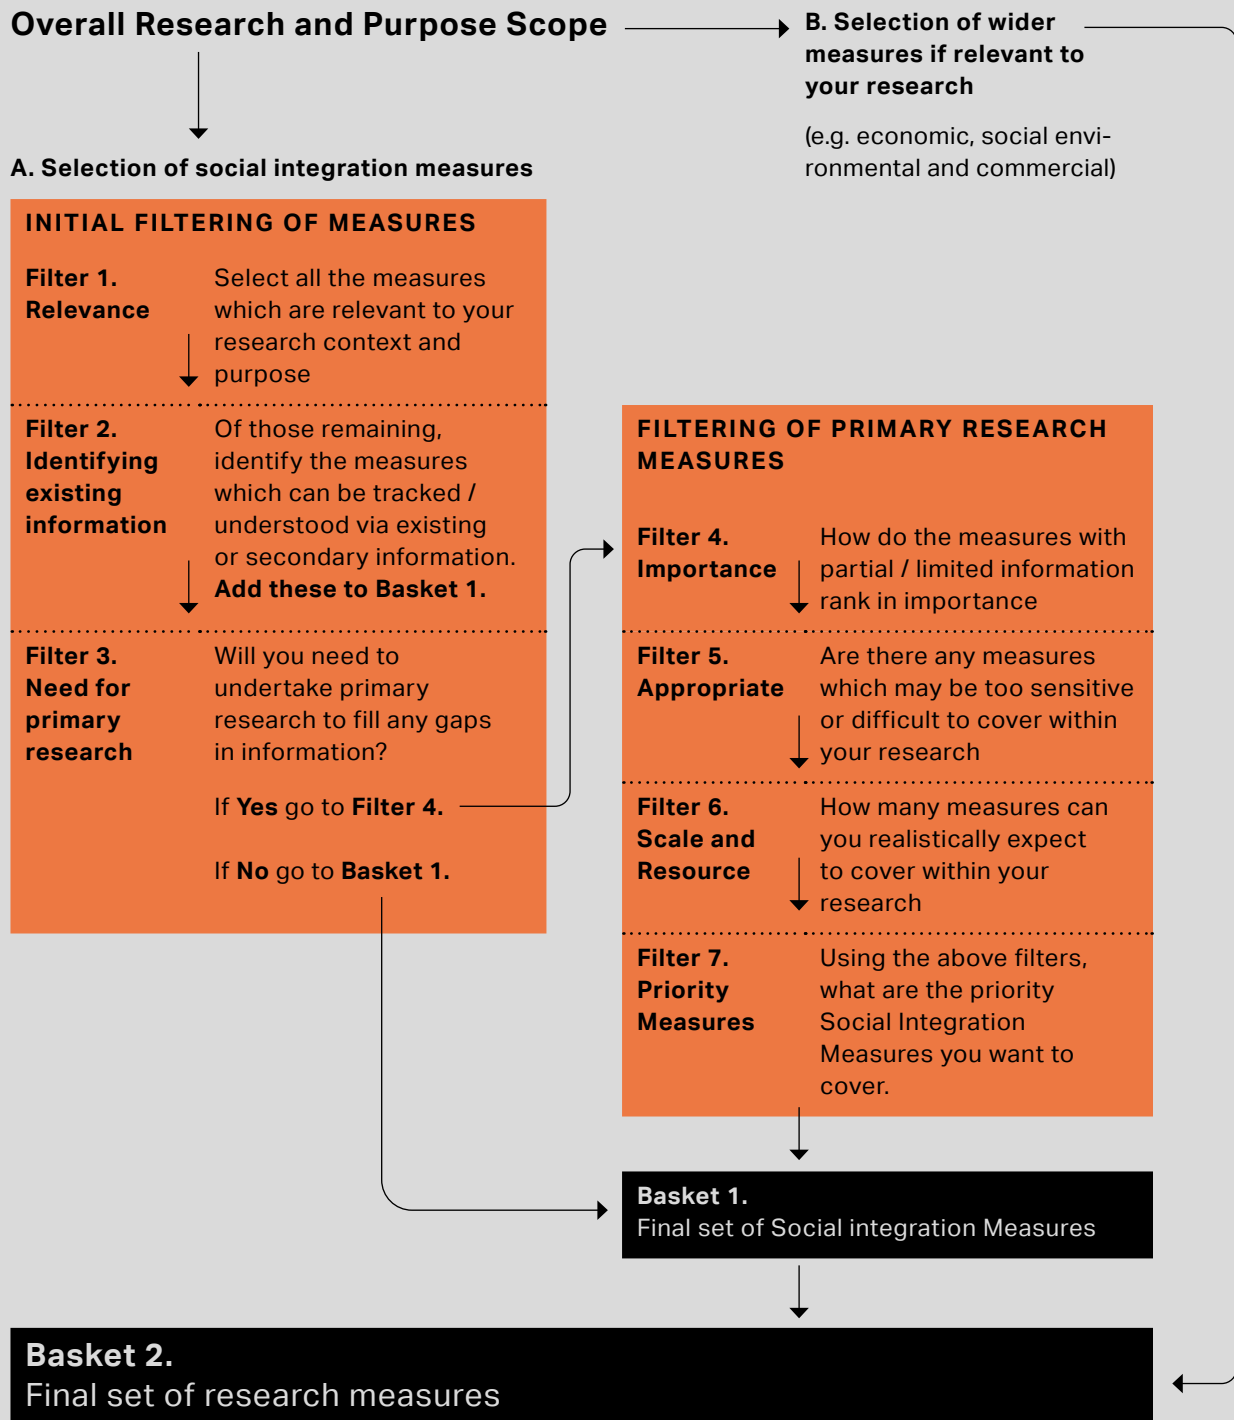 Overall Research and Purpose Scope
B. Selection of wider
measures if relevant to
your research
(e.g. economic, social envi-
ronmental and commercial)
A. Selection of social integration measures
INITIAL FILTERING OF MEASURES
Filter 1.
Relevance
Select all the measures
which are relevant to your
research context and
purpose
Filter 2.
Identifying
existing
information
Of those remaining,
identify the measures
which can be tracked /
understood via existing
or secondary information.
Add these to Basket 1.
Filter 3.
Need for
primary
research
Will you need to
undertake primary
research to fill any gaps
in information?
If Yes go to Filter 4.
If No go to Basket 1.
FILTERING OF PRIMARY RESEARCH
MEASURES
Filter 4.
Importance
How do the measures with
partial / limited information
rank in importance
Filter 5.
Appropriate
Are there any measures
which may be too sensitive
or difficult to cover within
your research
Filter 6.
Scale and
Resource
How many measures can
you realistically expect
to cover within your
research
Filter 7.
Priority
Measures
Using the above filters,
what are the priority
Social Integration
Measures you want to
cover.
Basket 1.
Final set of Social integration Measures
Basket 2.
Final set of research measures